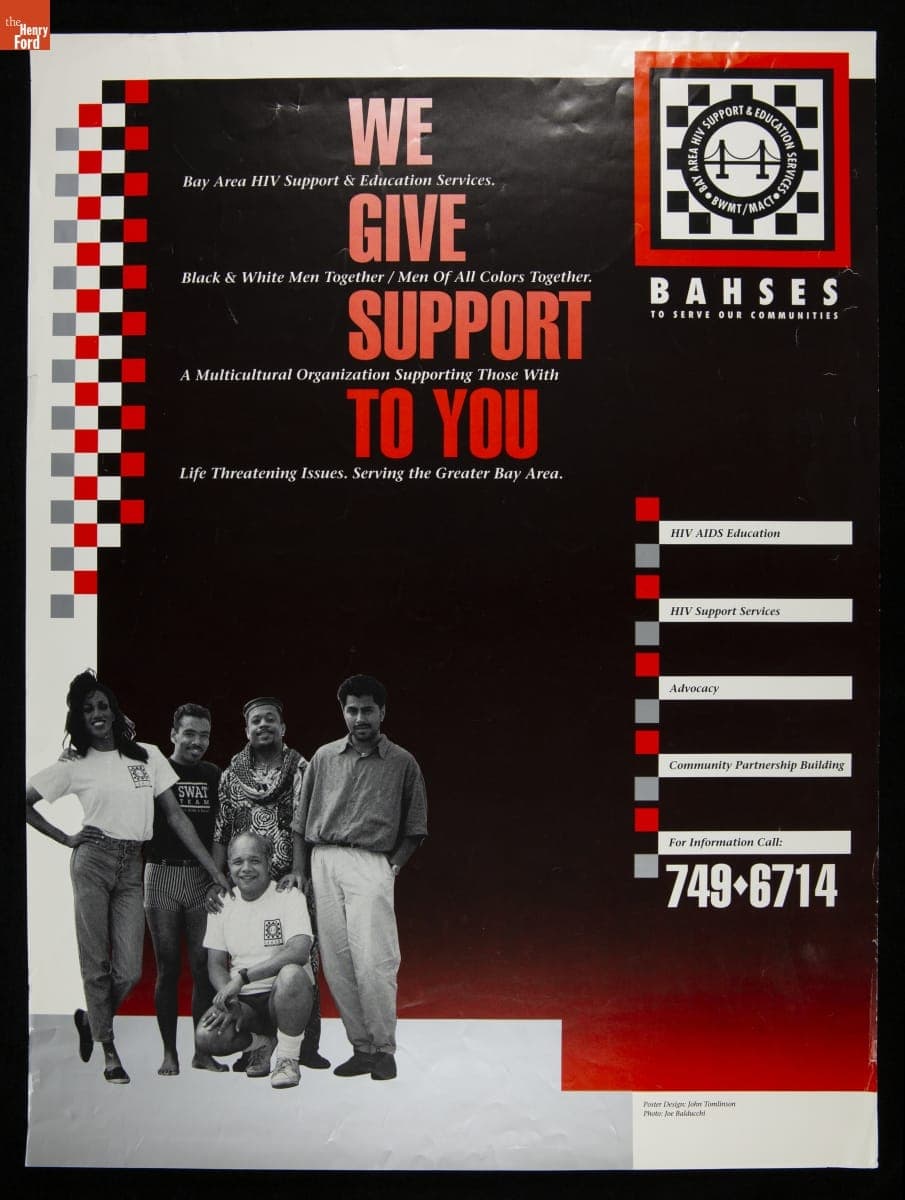 the
Henry
Ford
WE
Bay Area HIV Support & Education Services.
GIVE
Black & White Men Together / Men Of All Colors Together.
SUPPORT
A Multicultural Organization Supporting Those With
TO YOU
Life Threatening Issues. Serving the Greater Bay Area.
BAY AREA HIV SUPPORT & EDUCATION SERVICES
• BWMT/MACT •
BAHSES
TO SERVE OUR COMMUNITIES
HIV AIDS Education
HIV Support Services
Advocacy
Community Partnership Building
For Information Call:
749♦6714
SWAT
TEAM
Poster Design: John Tomlinson
Photo: Joe Balducchi